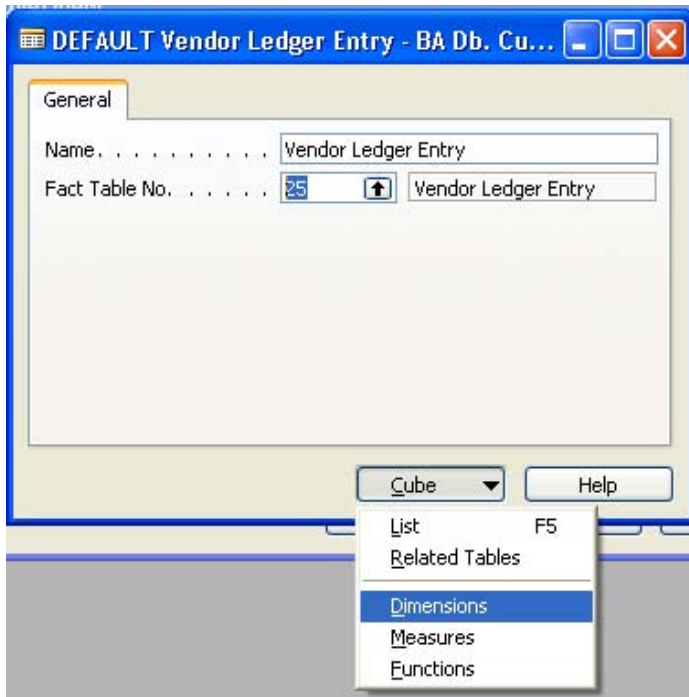 DEFAULT Vendor Ledger Entry - BA Db. Cu...
General
Name. . . . . . . . . . Vendor Ledger Entry
Fact Table No. . . . . . 25 Vendor Ledger Entry
Cube Help
List F5
Related Tables
Dimensions
Measures
Functions